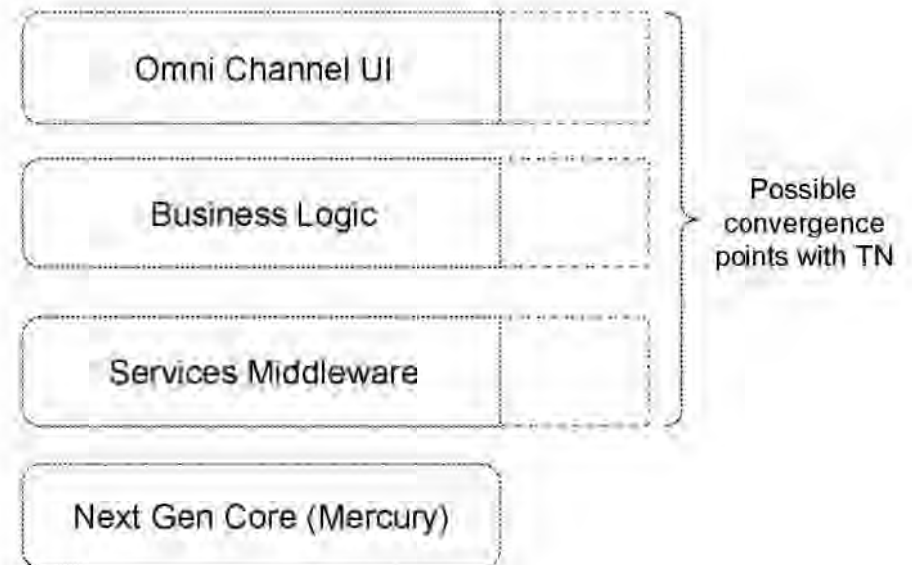 Omni Channel UI
Business Logic
Possible
convergence
points with TN
Services Middleware
Next Gen Core (Mercury)